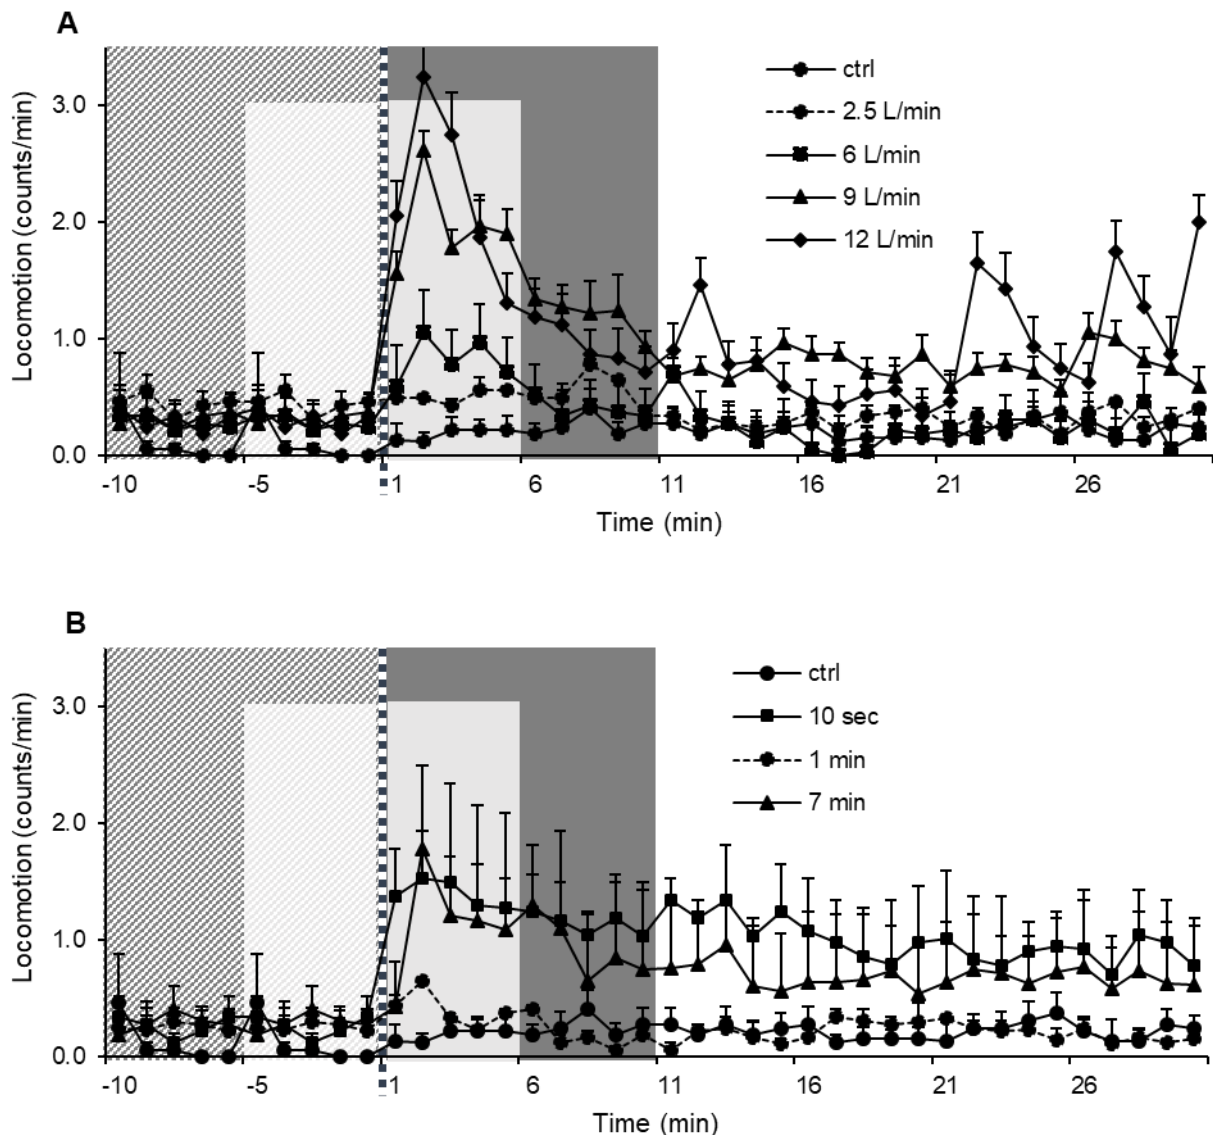 A
Locomotion (counts/min)
3.0
2.0
1.0
0.0
ctrl
2.5 L/min
6 L/min
9 L/min
12 L/min
-10 -5 1 6 11 16 21 26
Time (min)
B
Locomotion (counts/min)
3.0
2.0
1.0
0.0
ctrl
10 sec
1 min
7 min
-10 -5 1 6 11 16 21 26
Time (min)